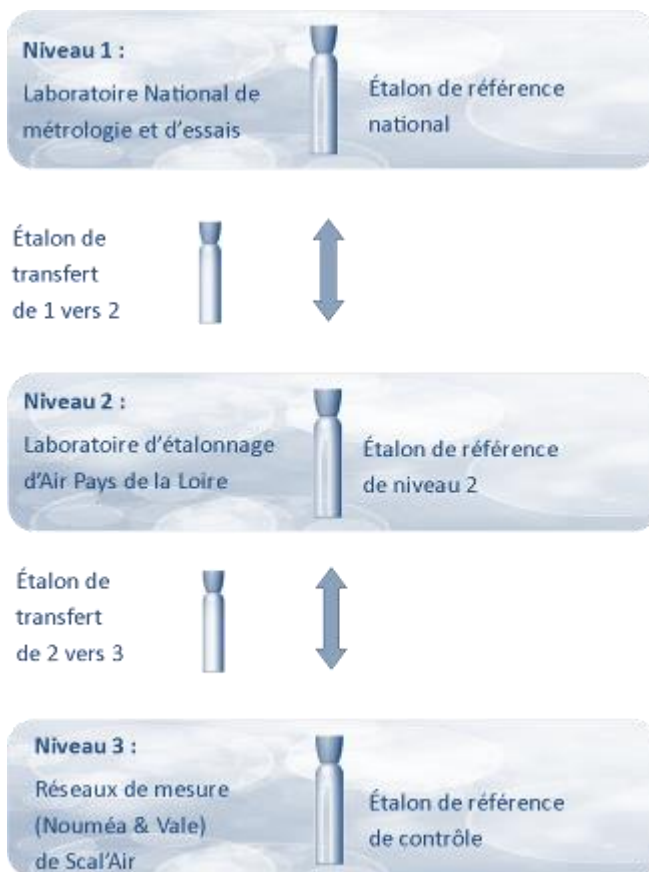 Niveau 1 :
Laboratoire National de
métrologie et d'essais
Étalon de référence
national
Étalon de
transfert
de 1 vers 2
Niveau 2 :
Laboratoire d'étalonnage
d'Air Pays de la Loire
Étalon de référence
de niveau 2
Étalon de
transfert
de 2 vers 3
Niveau 3 :
Réseaux de mesure
(Nouméa & Vale)
de Scal'Air
Étalon de référence
de contrôle